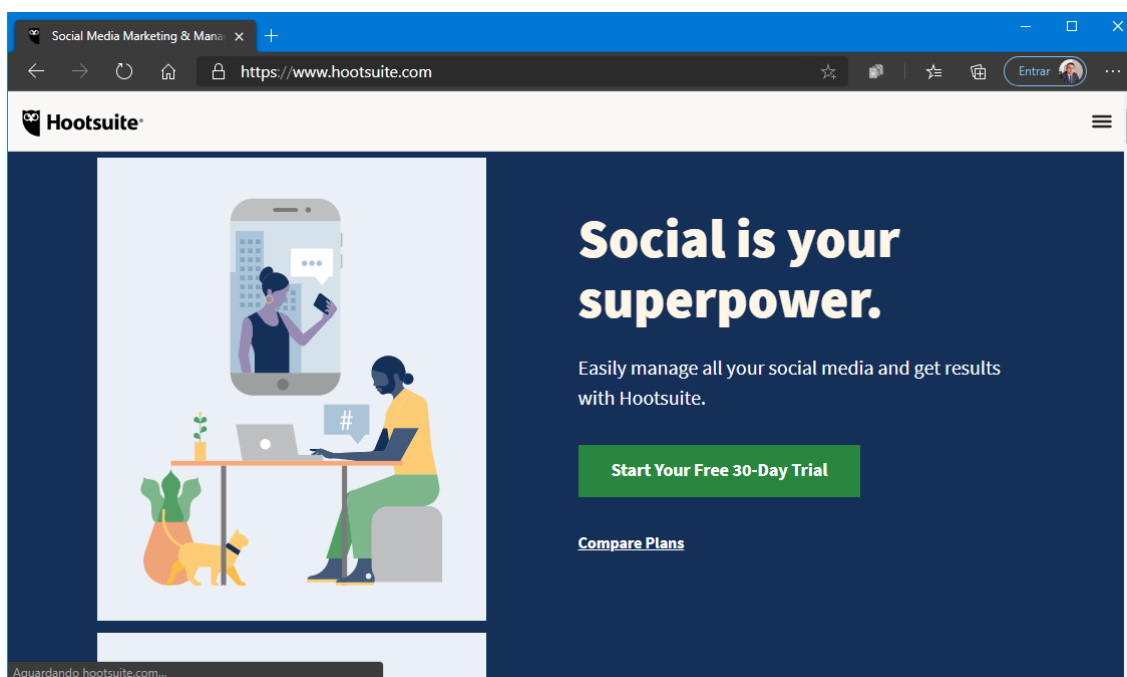 Social Media Marketing & Mana
https://www.hootsuite.com
Entrar
Hootsuite
Social is your
superpower.
Easily manage all your social media and get results
with Hootsuite.
#
Start Your Free 30-Day Trial
Compare Plans
Aguardando hootsuite.com...